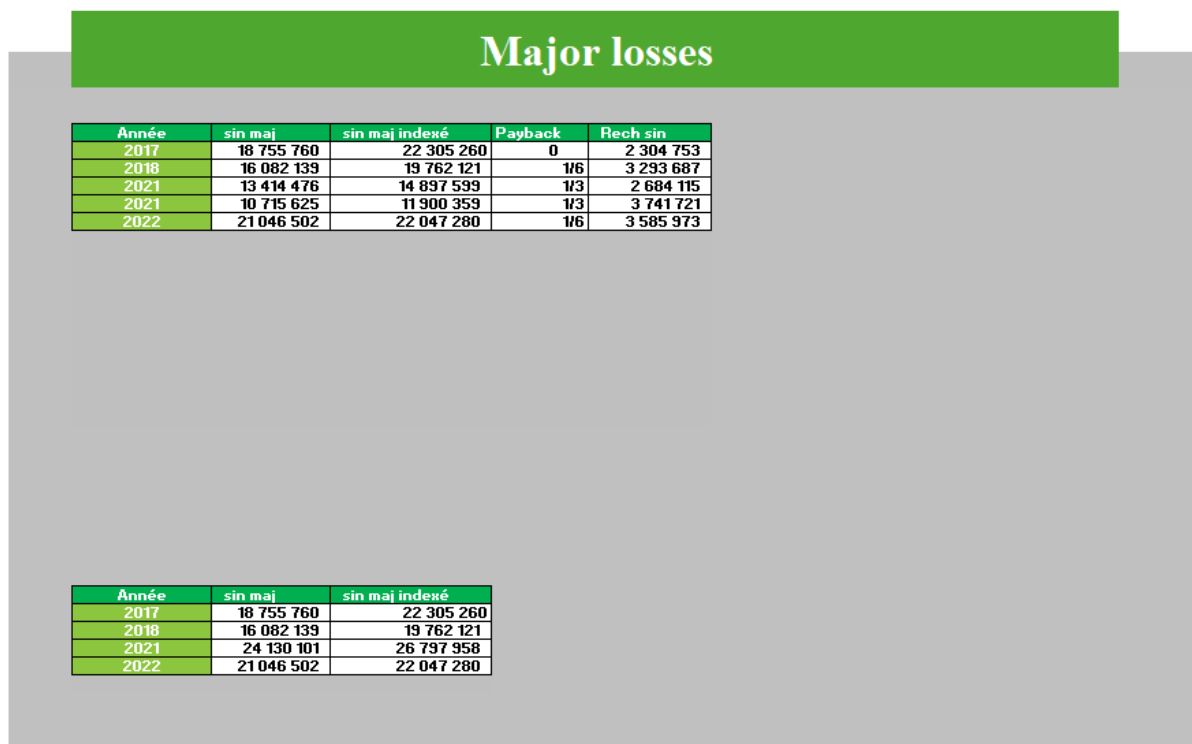 Major losses
Année sin maj sin maj indexé Payback Rech sin
2017 18 755 760 22 305 260 0 2 304 753
2018 16 082 139 19 762 121 1/6 3 293 687
2021 13 414 476 14 897 599 1/3 2 684 115
2021 10 715 625 11 900 359 1/3 3 741 721
2022 21 046 502 22 047 280 1/6 3 585 973
Année sin maj sin maj indexé
2017 18 755 760 22 305 260
2018 16 082 139 19 762 121
2021 24 130 101 26 797 958
2022 21 046 502 22 047 280